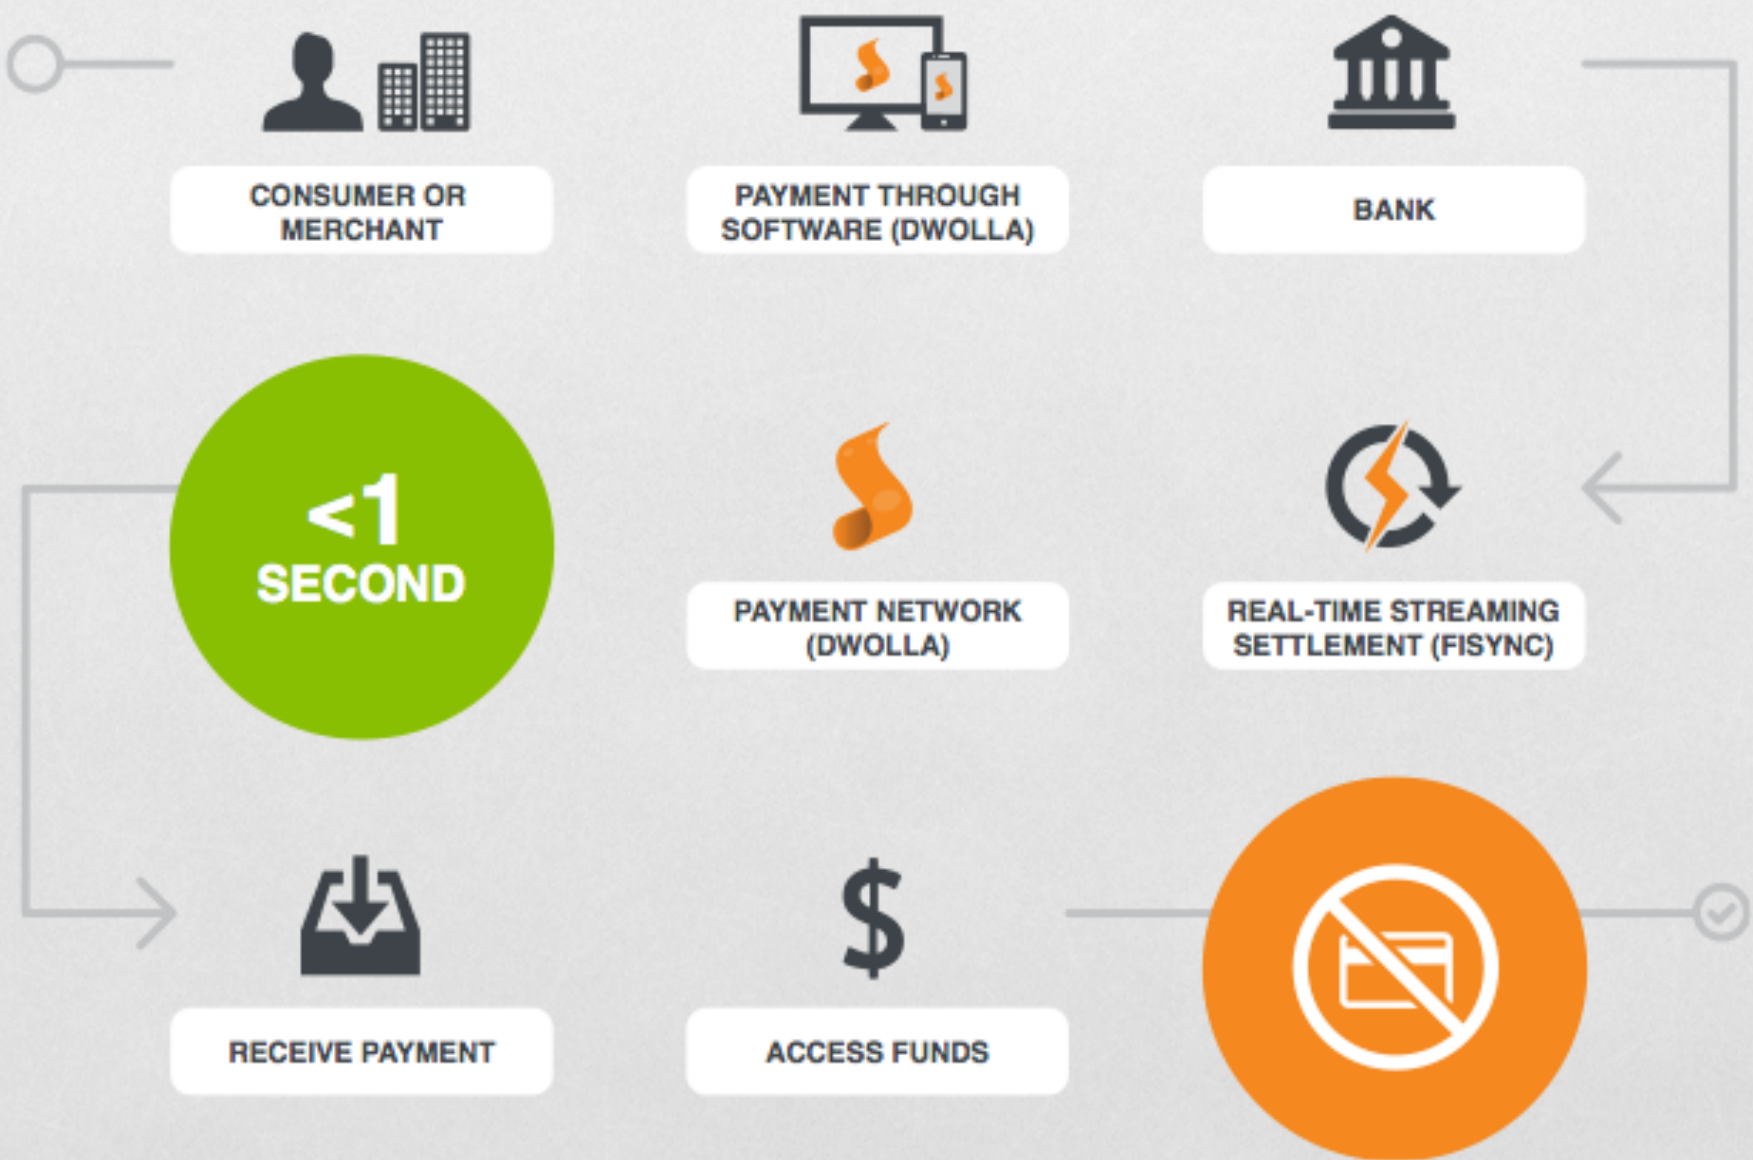 CONSUMER OR
MERCHANT
PAYMENT THROUGH
SOFTWARE (DWOLLA)
BANK
<1
SECOND
PAYMENT NETWORK
(DWOLLA)
REAL-TIME STREAMING
SETTLEMENT (FISYNC)
$
RECEIVE PAYMENT
ACCESS FUNDS